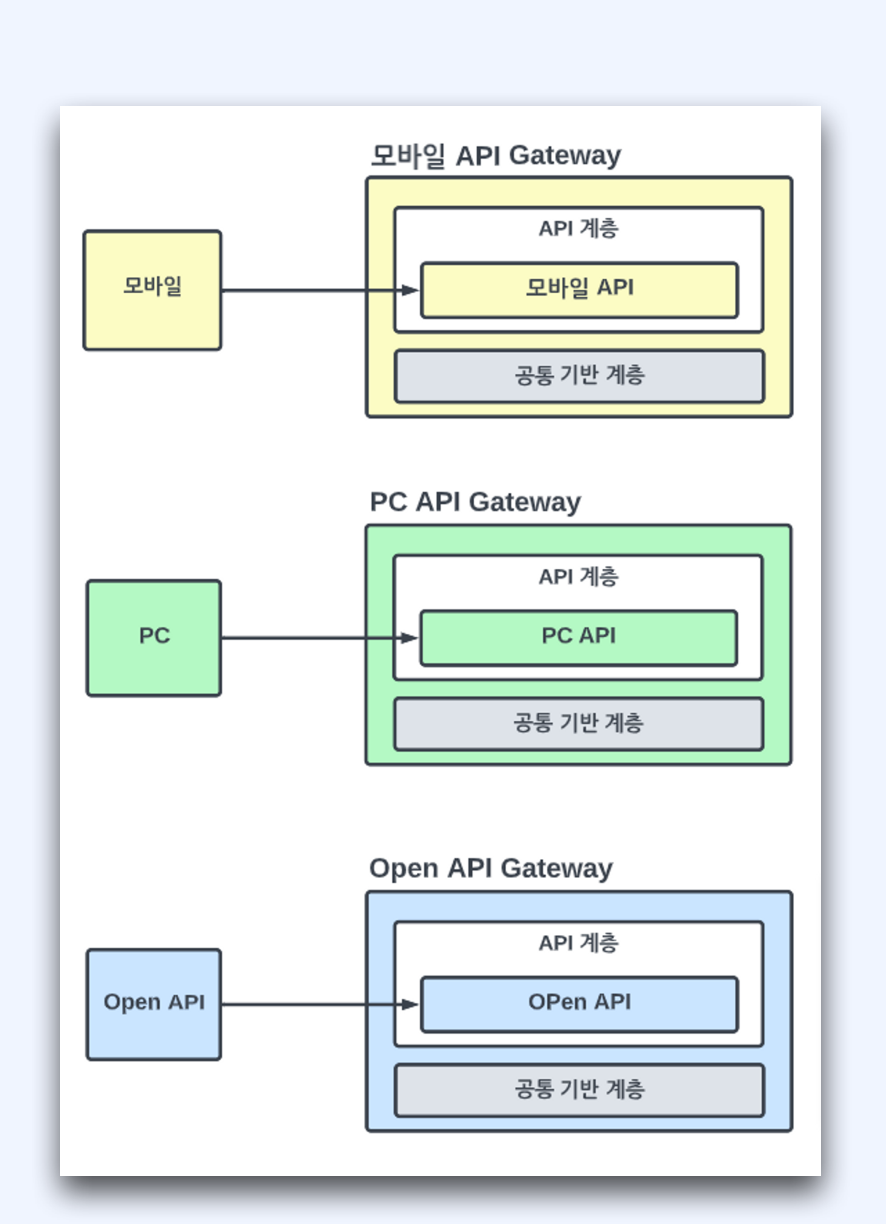 모바일 API Gateway
API 계층
모바일
모바일 API
공통 기반 계층
PC API Gateway
API 계층
PC
PC API
공통 기반 계층
Open API Gateway
API 계층
Open API
OPen API
공통 기반 계층